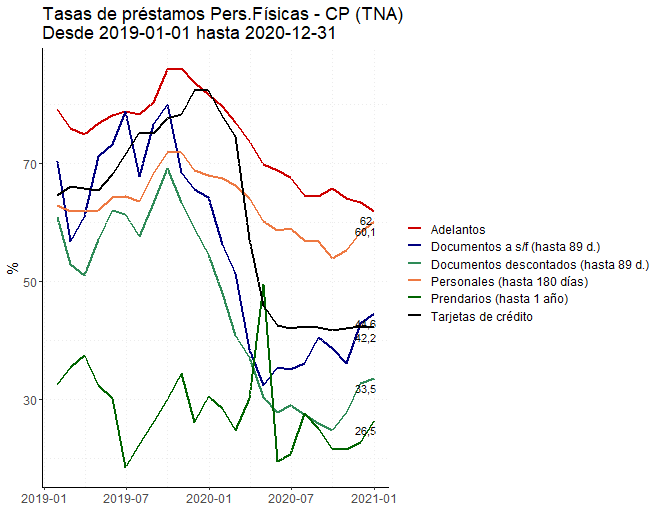 Tasas de préstamos Pers.Físicas - CP (TNA)
Desde 2019-01-01 hasta 2020-12-31
%
70
50
30
62
60,1
44,6
42,2
33,5
26,5
2019-01
2019-07
2020-01
2020-07
2021-01
Adelantos
Documentos a s/f (hasta 89 d.)
Documentos descontados (hasta 89 d.)
Personales (hasta 180 días)
Prendarios (hasta 1 año)
Tarjetas de crédito